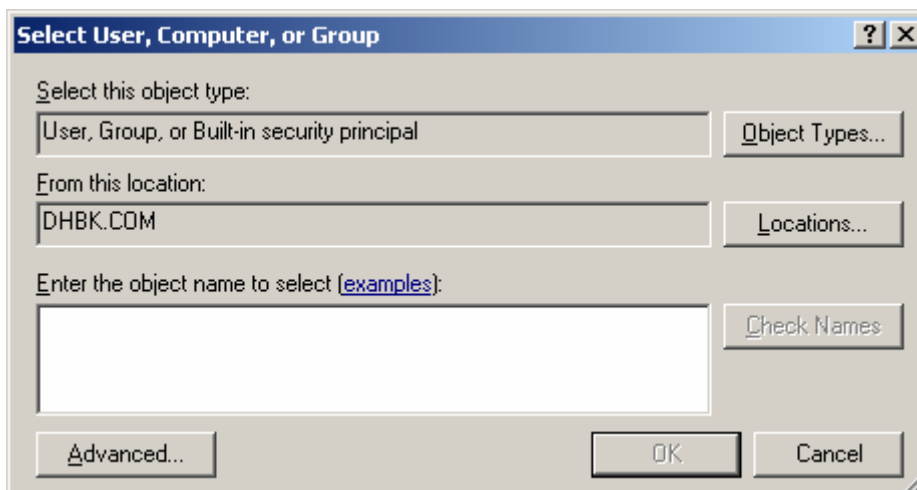 Select User, Computer, or Group
Select this object type:
User, Group, or Built-in security principal
Object Types...
From this location:
DHBK.COM
Locations...
Enter the object name to select (examples):
Check Names
Advanced...
OK
Cancel